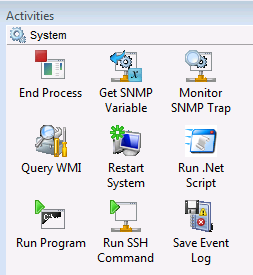 Activities
System
End Process
Get SNMP
Variable
Monitor
SNMP Trap
Query WMI
Restart
System
Run .Net
Script
Run Program
Run SSH
Command
Save Event
Log